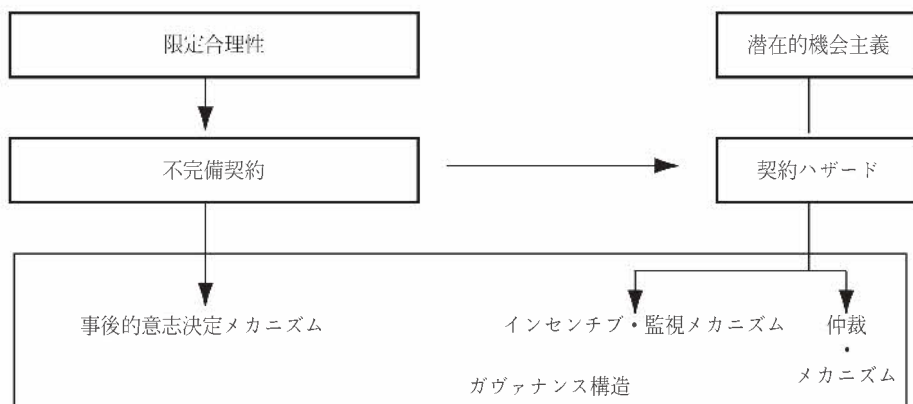 限定合理性
潜在的機会主義
不完備契約
契約ハザード
事後的意志決定メカニズム
インセンチブ・監視メカニズム
仲裁
・
メカニズム
ガヴァナンス構造